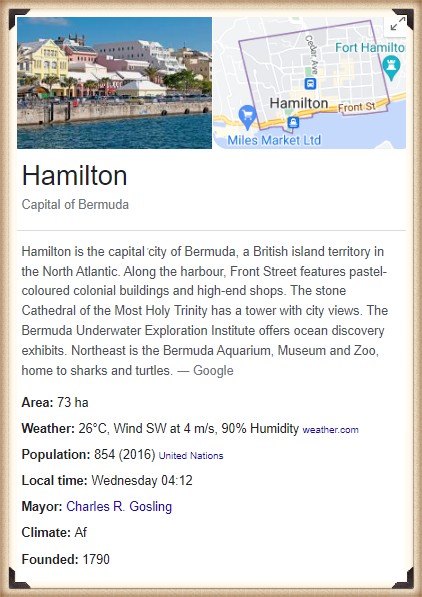 Cedar Ave
Fort Hamilto
Hamilton
Front St
Miles Market Ltd
Hamilton
Capital of Bermuda
Hamilton is the capital city of Bermuda, a British island territory in
the North Atlantic. Along the harbour, Front Street features pastel-
coloured colonial buildings and high-end shops. The stone
Cathedral of the Most Holy Trinity has a tower with city views. The
Bermuda Underwater Exploration Institute offers ocean discovery
exhibits. Northeast is the Bermuda Aquarium, Museum and Zoo,
home to sharks and turtles. — Google
Area: 73 ha
Weather: 26°C, Wind SW at 4 m/s, 90% Humidity weather.com
Population: 854 (2016) United Nations
Local time: Wednesday 04:12
Mayor: Charles R. Gosling
Climate: Af
Founded: 1790